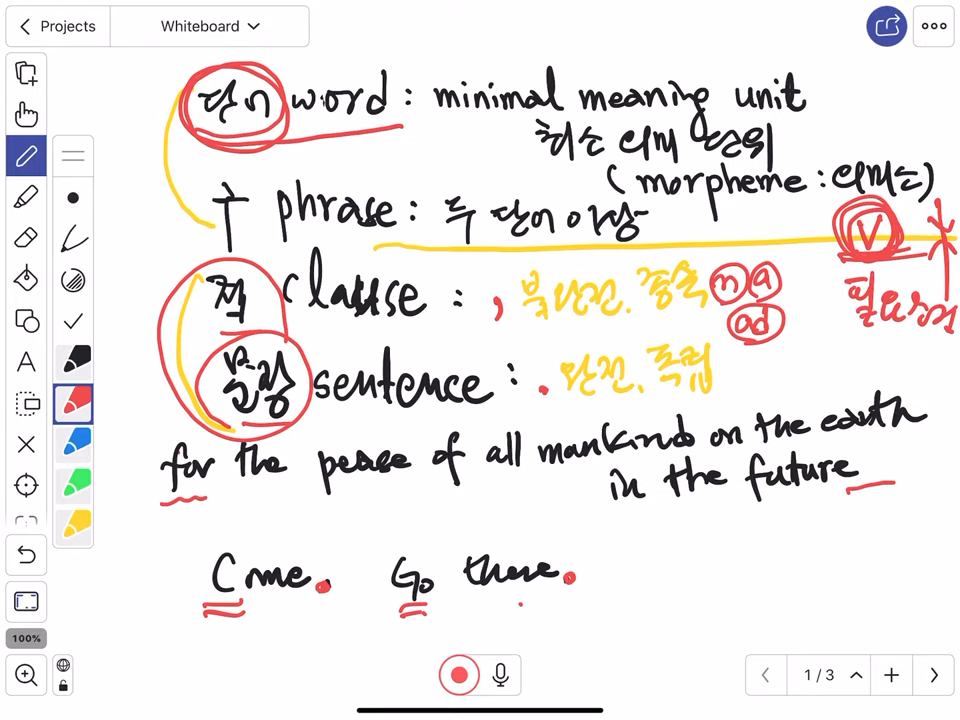 Projects
Whiteboard
단어 word : minimal meaning unit
최소 의미 단위
(morpheme : 의미소)
구 phrase : 두 단어 이상
V
필요조건
절 Clause : , 불완전, 종속 n a
ad
문장 sentence : . 완전, 독립
for the peace of all mankind on the earth
in the future
Come. Go there.
100%
1 / 3